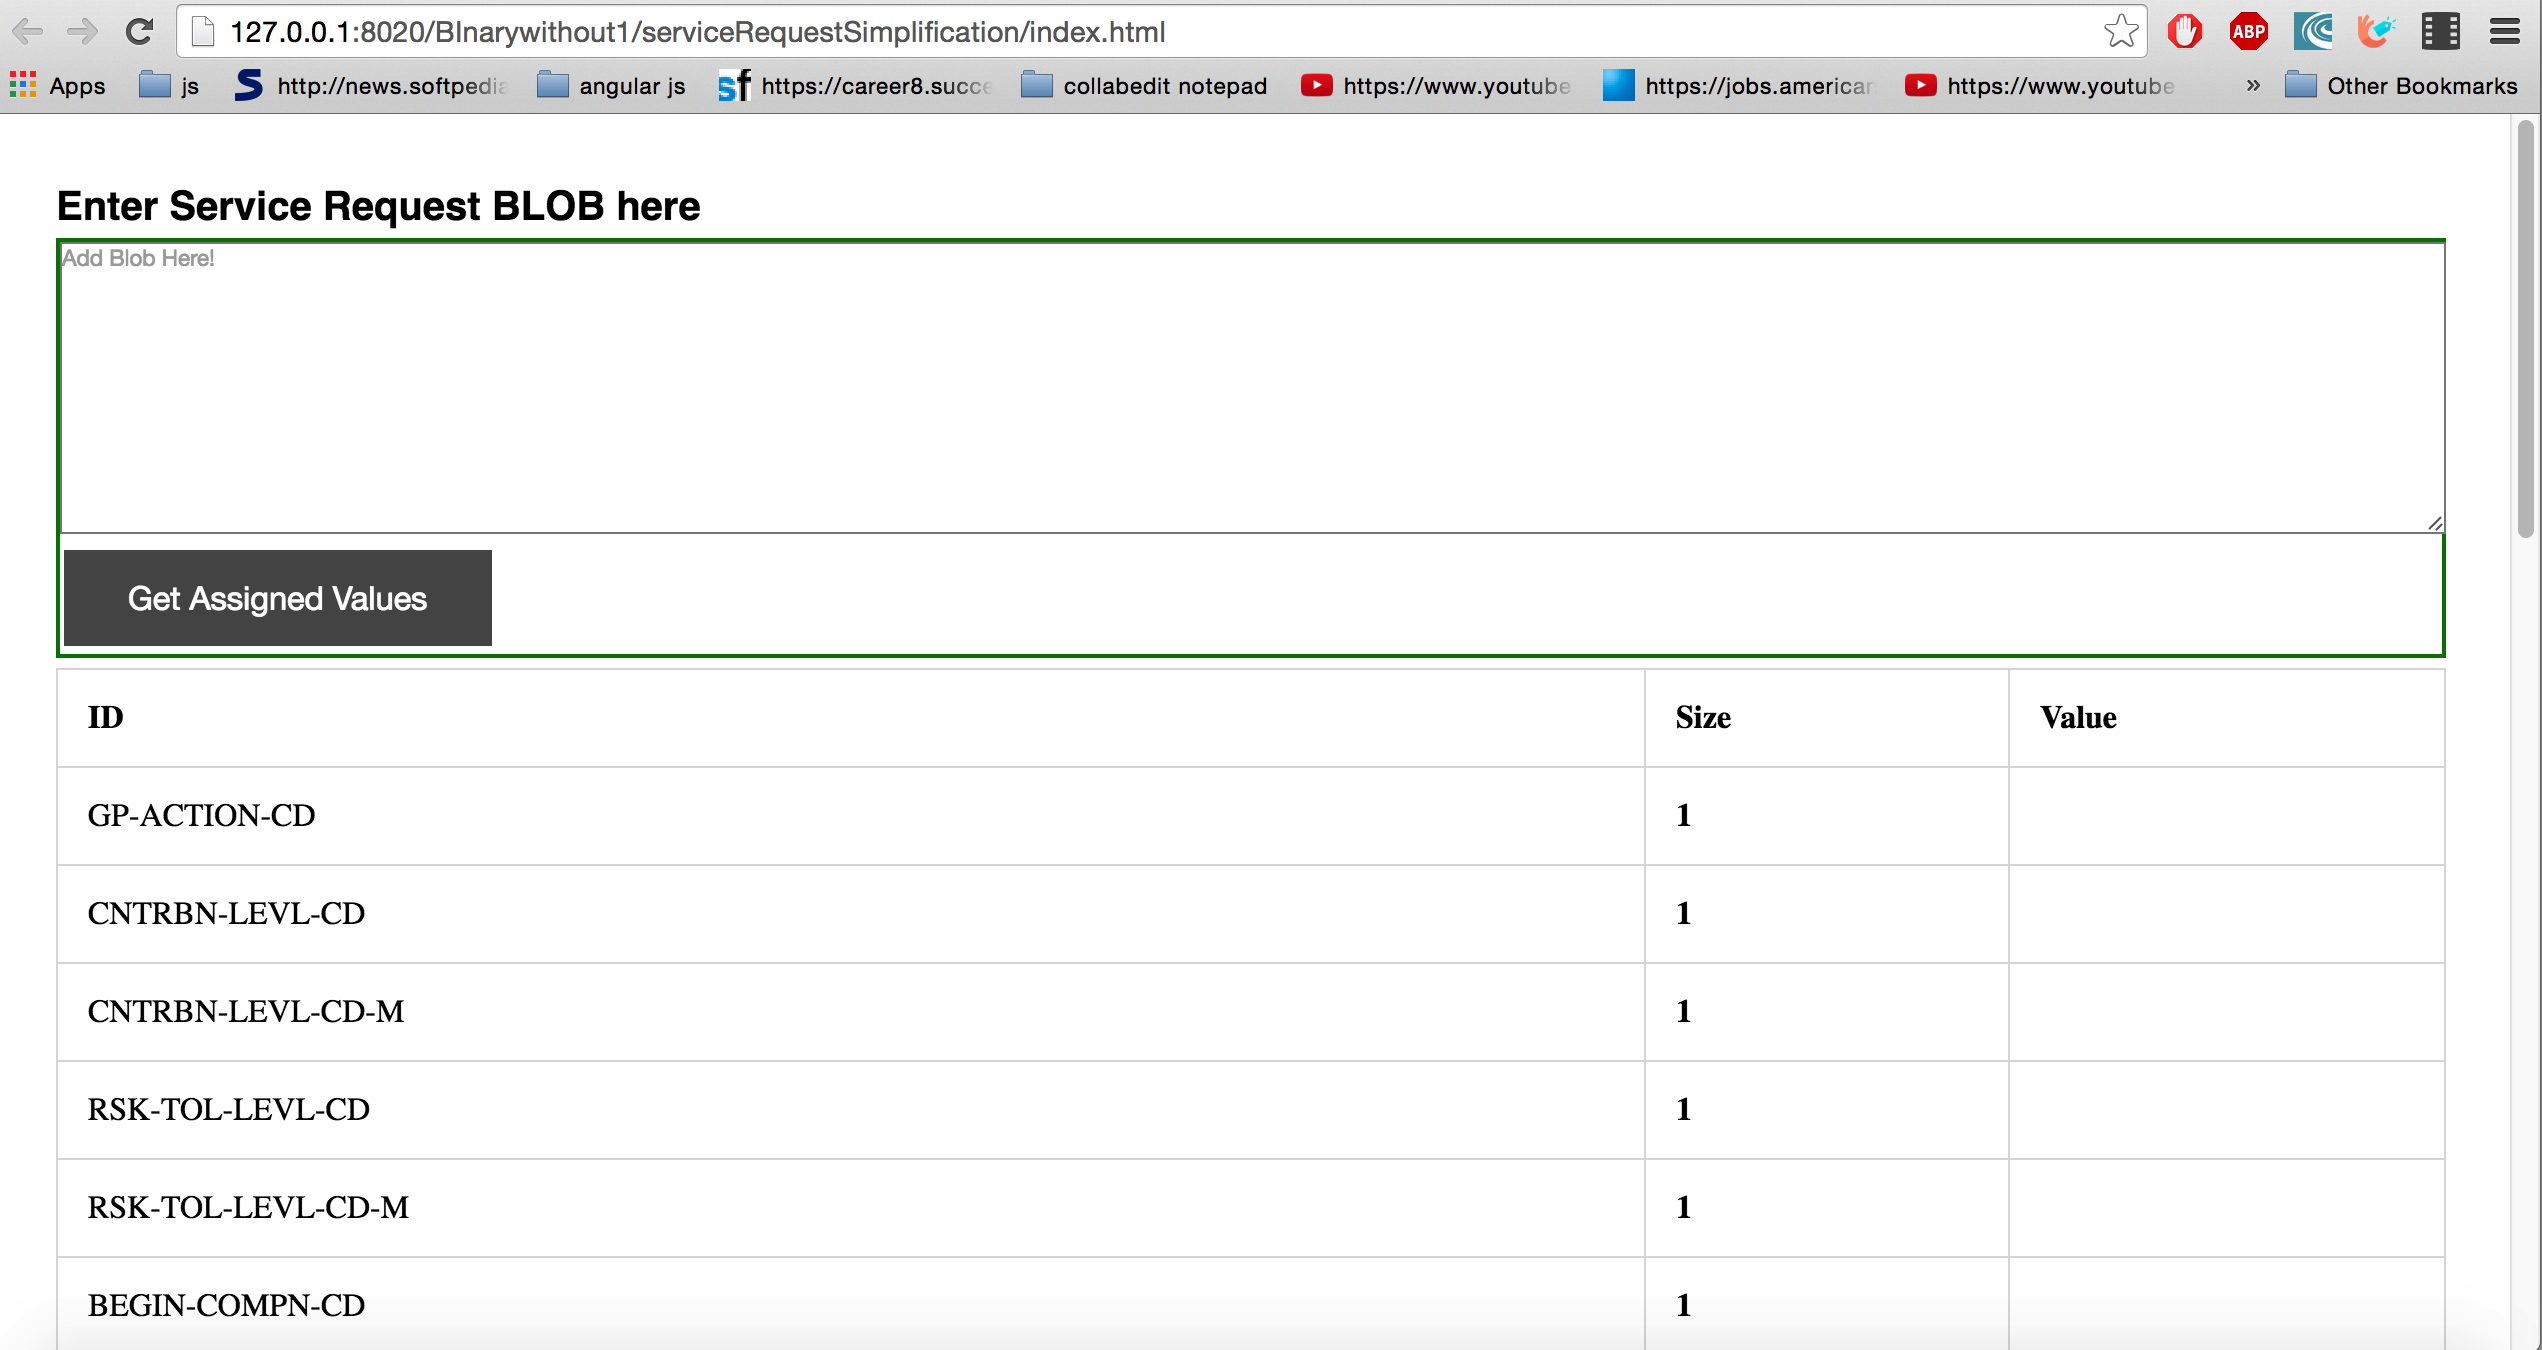 127.0.0.1:8020/BInarywithout1/serviceRequestSimplification/index.html
ABP
Apps js http://news.softpedia angular js sf https://career8.succe collabedit notepad https://www.youtube https://jobs.american https://www.youtube » Other Bookmarks
Enter Service Request BLOB here
Add Blob Here!
Get Assigned Values
ID Size Value
GP-ACTION-CD 1
CNTRBN-LEVL-CD 1
CNTRBN-LEVL-CD-M 1
RSK-TOL-LEVL-CD 1
RSK-TOL-LEVL-CD-M 1
BEGIN-COMPN-CD 1